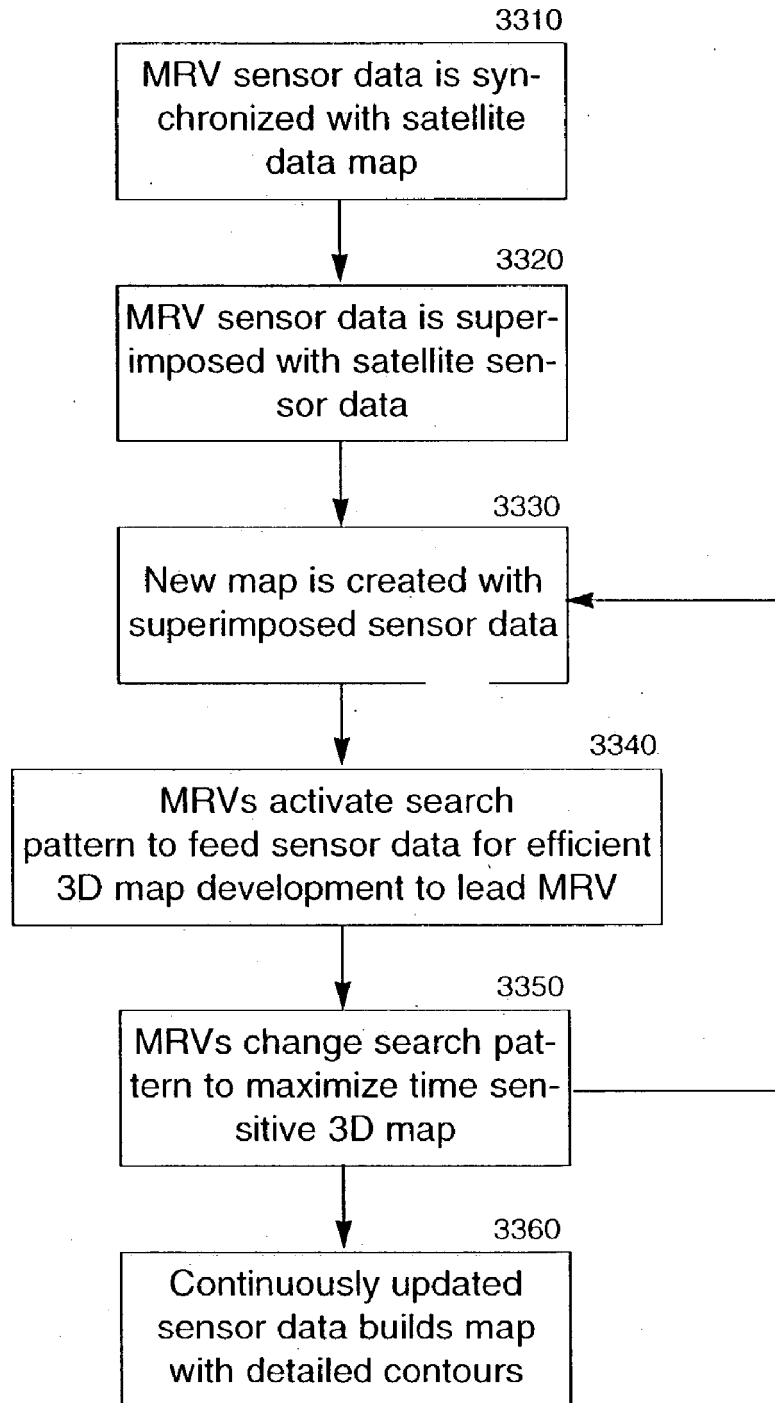 3310
MRV sensor data is syn-
chronized with satellite
data map
3320
MRV sensor data is super-
imposed with satellite sen-
sor data
3330
New map is created with
superimposed sensor data
3340
MRVs activate search
pattern to feed sensor data for efficient
3D map development to lead MRV
3350
MRVs change search pat-
tern to maximize time sen-
sitive 3D map
3360
Continuously updated
sensor data builds map
with detailed contours